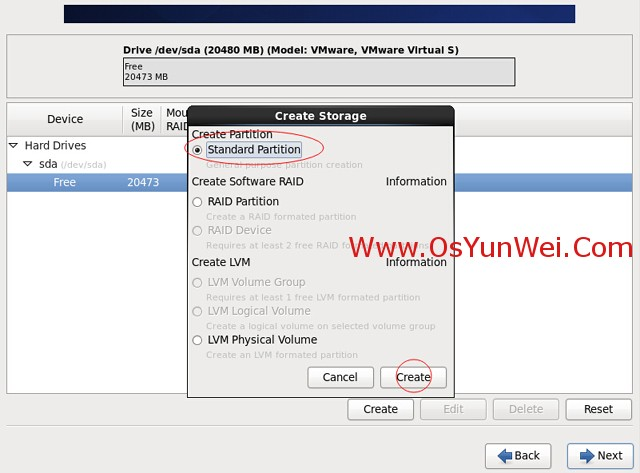 Drive /dev/sda (20480 MB) (Model: VMware, VMware Virtual S)
Free
20473 MB
Device
Size
(MB)
Mou
RAID
Hard Drives
sda (/dev/sda)
Free 20473
Create Storage
Create Partition
Standard Partition
General purpose partition creation
Create Software RAID Information
RAID Partition
Create a RAID formated partition
RAID Device
Requires at least 2 free RAID
Www.OsYunWei.Com
Create LVM Information
LVM Volume Group
Requires at least 1 free LVM formated partition
LVM Logical Volume
Create a logical volume on selected volume group
LVM Physical Volume
Create an LVM formated partition
Cancel Create
Create Edit Delete Reset
Back Next